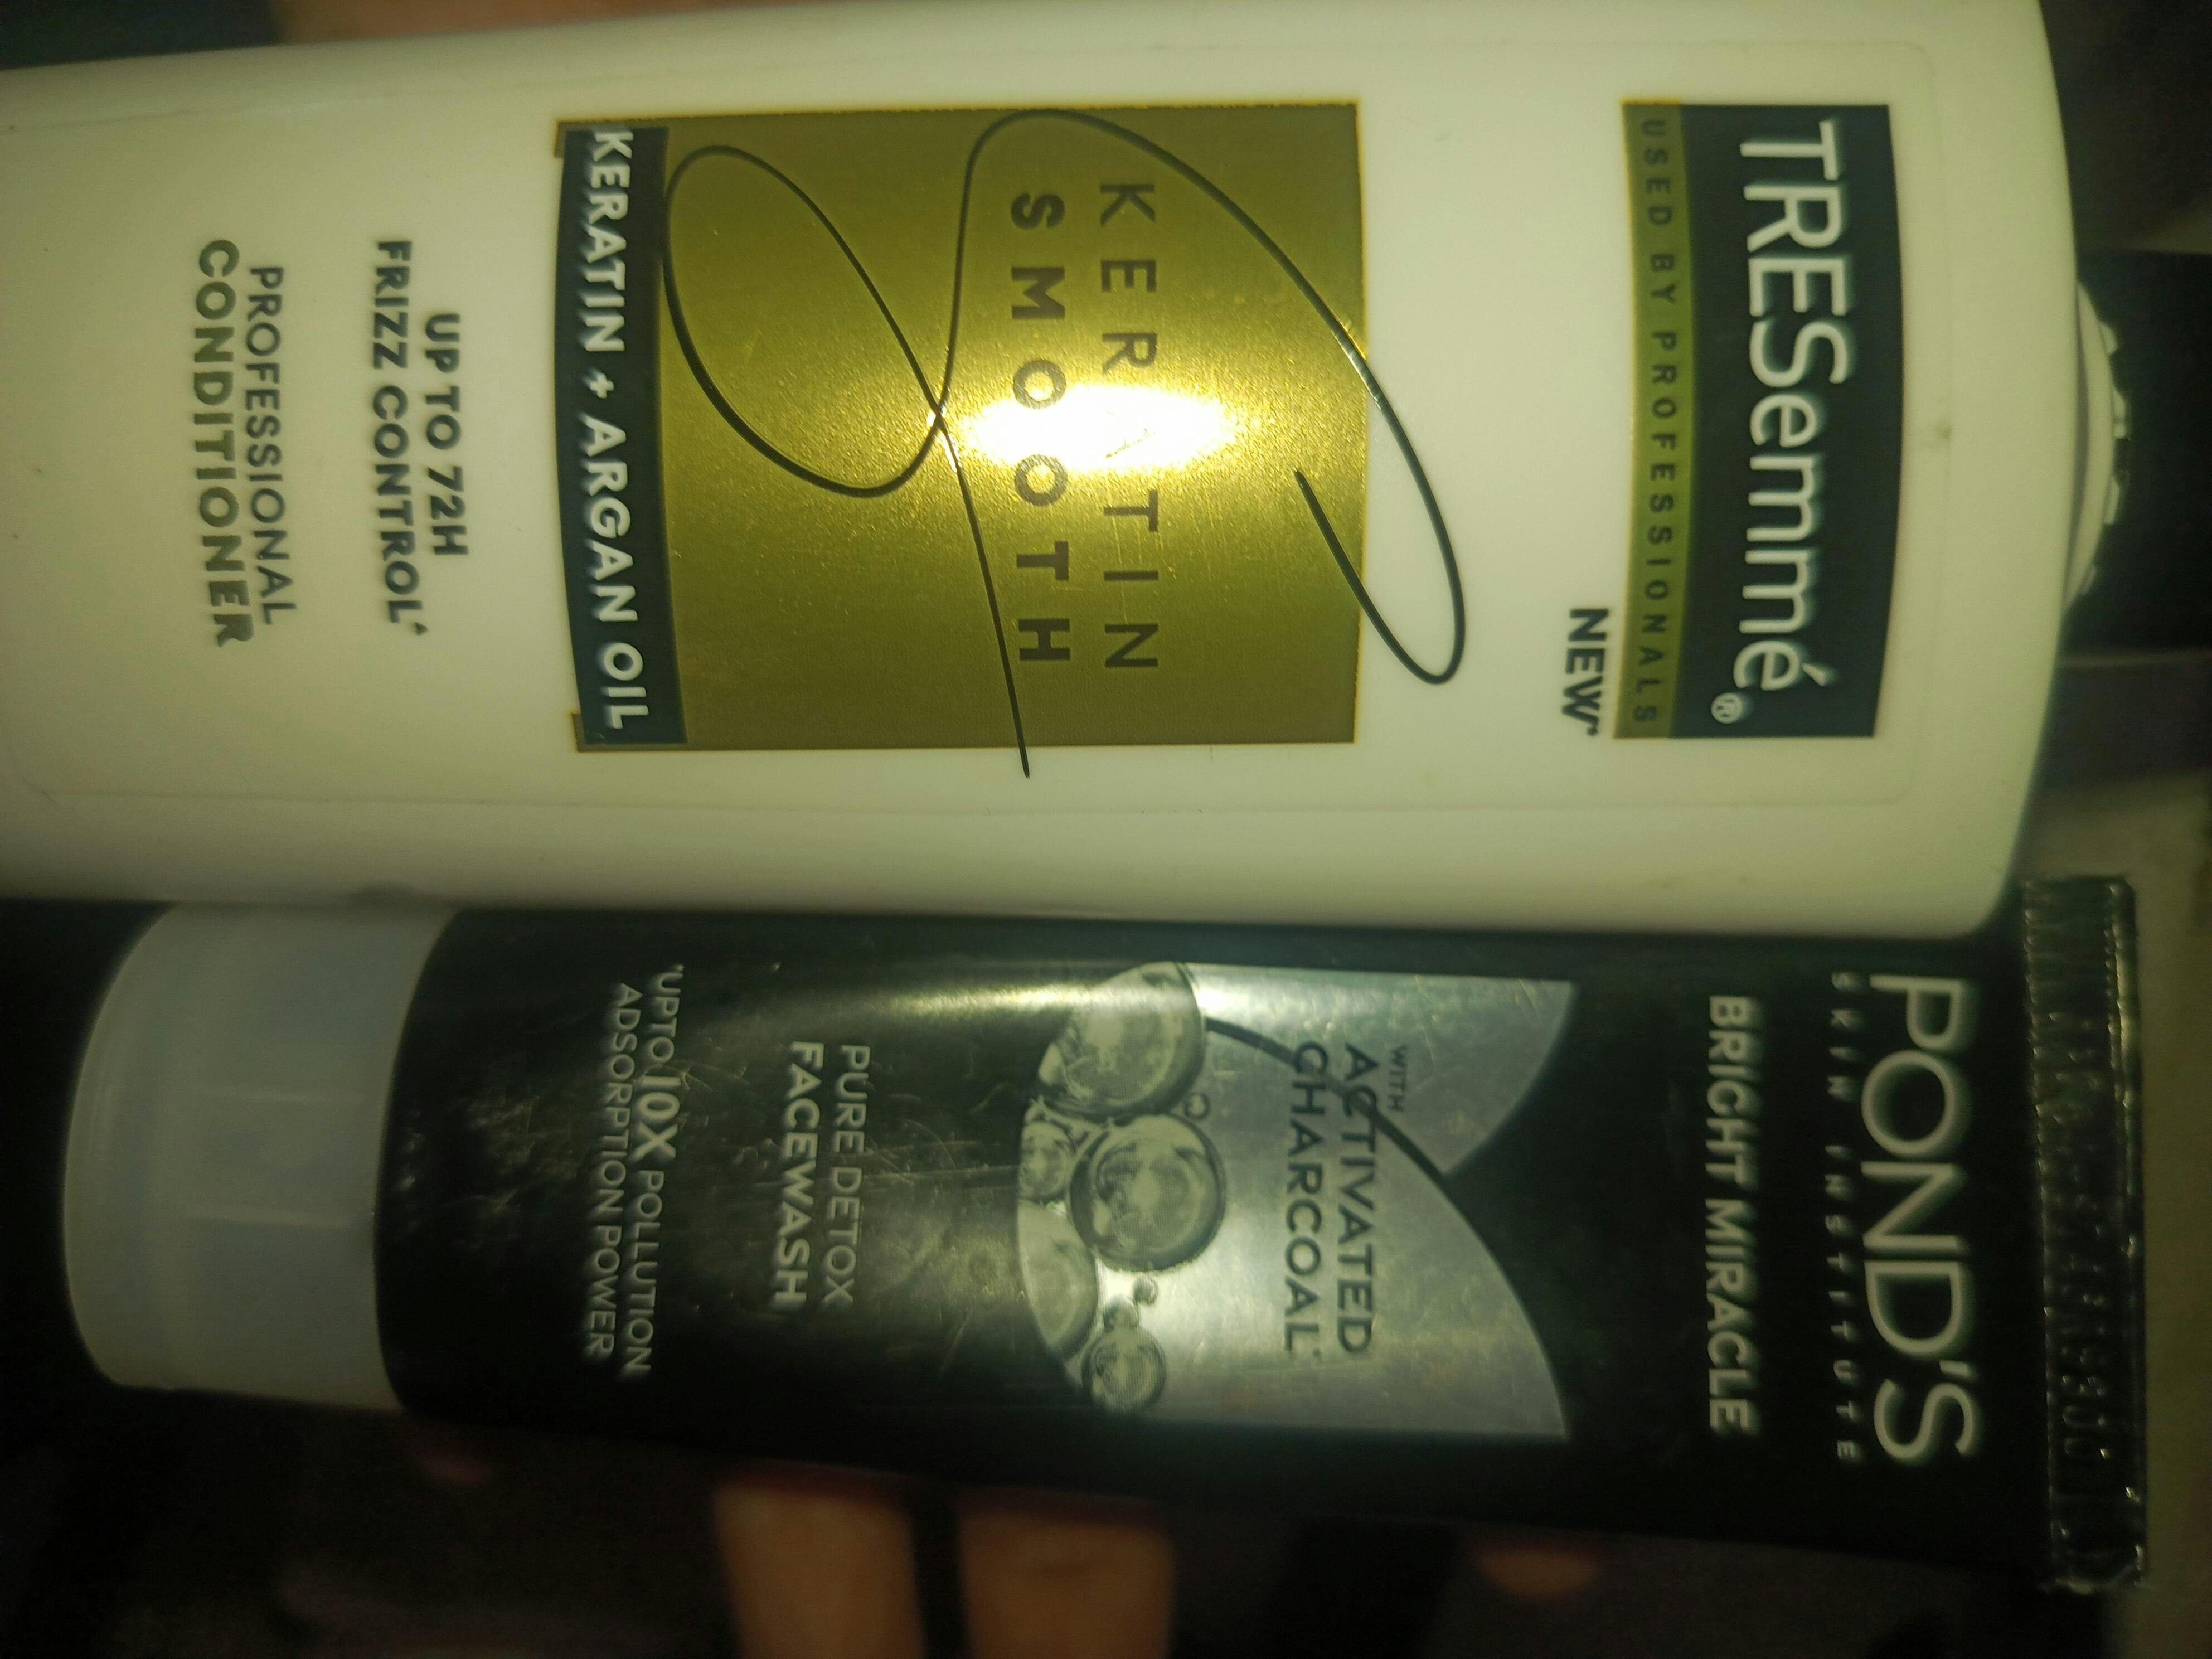 TRESemmé®
USED BY PROFESSIONALS
NEW*
KERATIN
SMOOTH
KERATIN + ARGAN OIL
UP TO 72H
FRIZZ CONTROL^
PROFESSIONAL
CONDITIONER
POND'S
SKIN INSTITUTE
BRIGHT MIRACLE
WITH
ACTIVATED
CHARCOAL*
PURE DETOX
FACEWASH
"UPTO 10X POLLUTION
ADSORPTION POWER